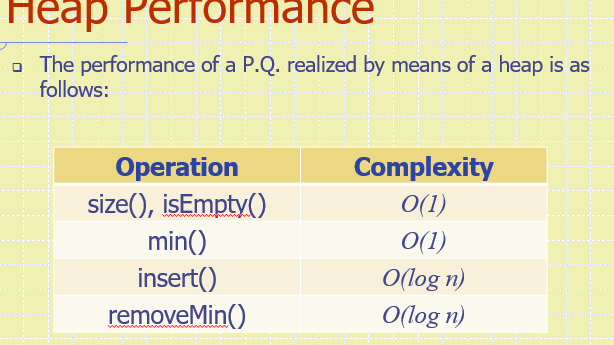 Heap Performance
The performance of a P.Q. realized by means of a heap is as
follows:
Operation Complexity
size(), isEmpty() O(1)
min() O(1)
insert() O(log n)
removeMin() O(log n)